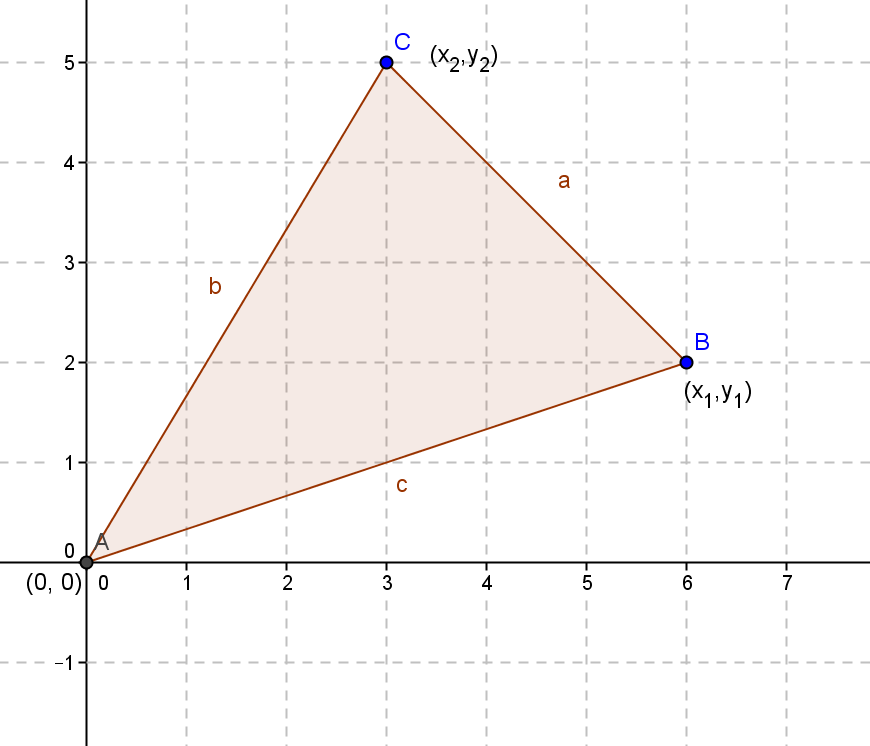 C (x₂,y₂)
5
4
a
3
b
B
2
(x₁,y₁)
1
c
A
0
(0, 0) 0 1 2 3 4 5 6 7
−1